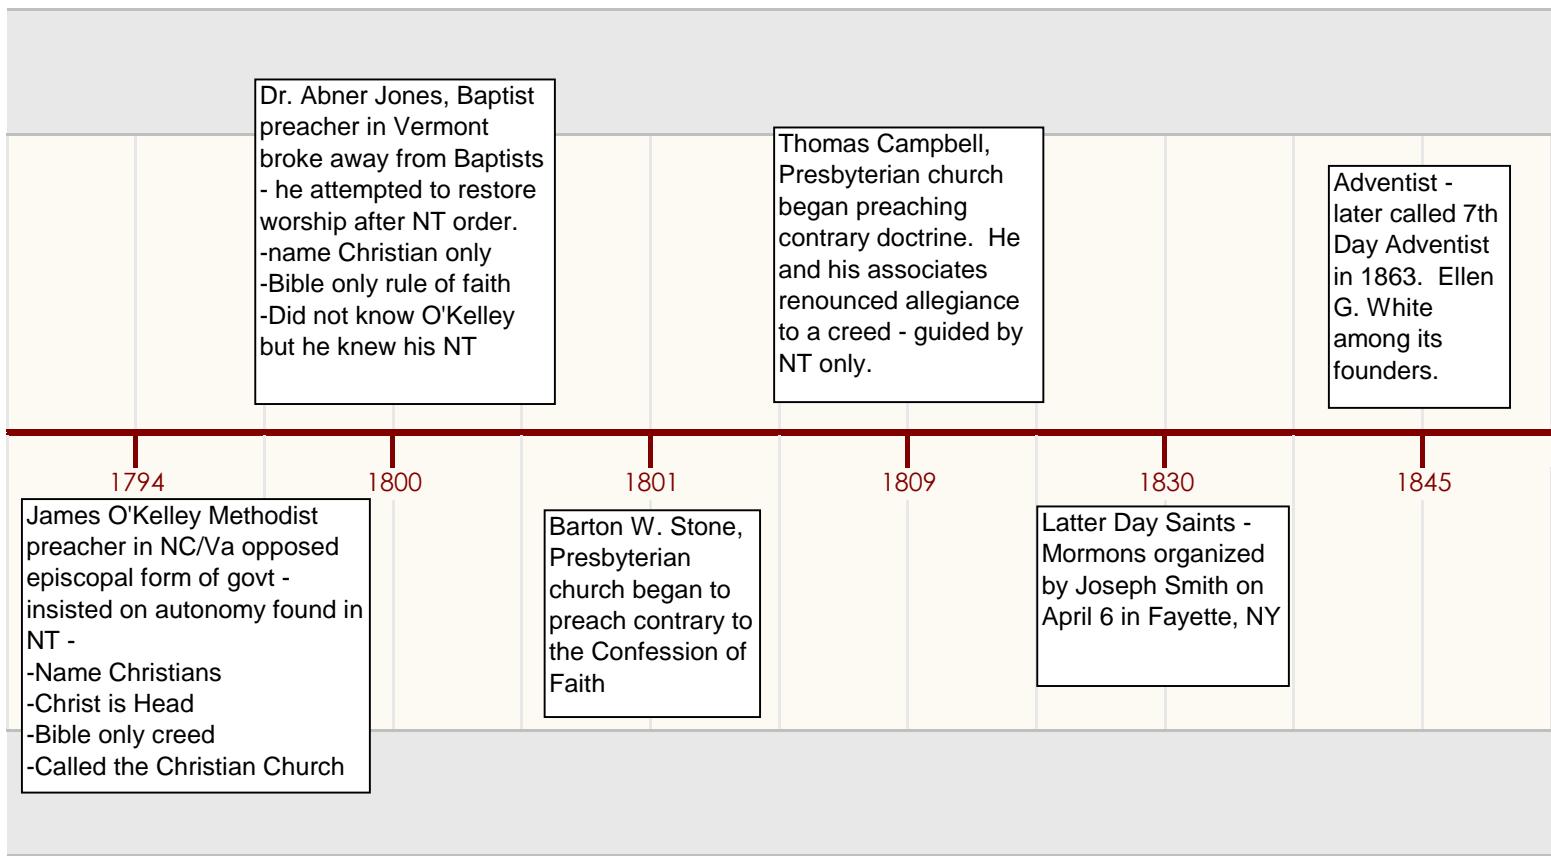 Dr. Abner Jones, Baptist
preacher in Vermont
broke away from Baptists
- he attempted to restore
worship after NT order.
-name Christian only
-Bible only rule of faith
-Did not know O'Kelley
but he knew his NT
Thomas Campbell,
Presbyterian church
began preaching
contrary doctrine.  He
and his associates
renounced allegiance
to a creed - guided by
NT only.
Adventist -
later called 7th
Day Adventist
in 1863.  Ellen
G. White
among its
founders.
1794
1800
1801
1809
1830
1845
James O'Kelley Methodist
preacher in NC/Va opposed
episcopal form of govt -
insisted on autonomy found in
NT -
-Name Christians
-Christ is Head
-Bible only creed
-Called the Christian Church
Barton W. Stone,
Presbyterian
church began to
preach contrary to
the Confession of
Faith
Latter Day Saints -
Mormons organized
by Joseph Smith on
April 6 in Fayette, NY